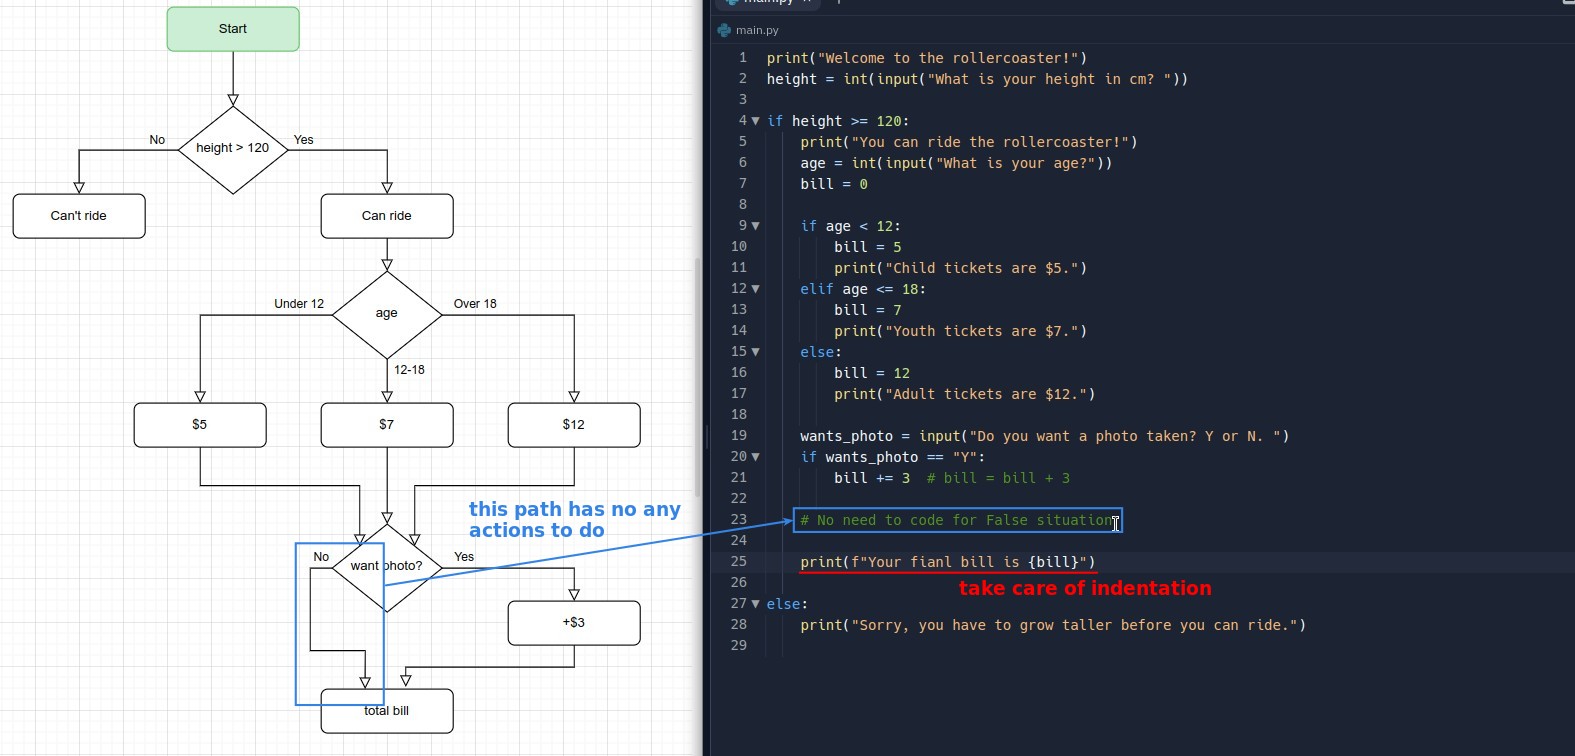 Start
height > 120
No
Yes
Can't ride
Can ride
age
Under 12
Over 18
12-18
$5
$7
$12
this path has no any
actions to do
want photo?
No
Yes
+$3
total bill
main.py
main.py
1 print("Welcome to the rollercoaster!")
2 height = int(input("What is your height in cm? "))
3
4 if height >= 120:
5 print("You can ride the rollercoaster!")
6 age = int(input("What is your age?"))
7 bill = 0
8
9 if age < 12:
10 bill = 5
11 print("Child tickets are $5.")
12 elif age <= 18:
13 bill = 7
14 print("Youth tickets are $7.")
15 else:
16 bill = 12
17 print("Adult tickets are $12.")
18
19 wants_photo = input("Do you want a photo taken? Y or N. ")
20 if wants_photo == "Y":
21 bill += 3  # bill = bill + 3
22
23 # No need to code for False situation
24
25 print(f"Your fianl bill is {bill}")
26
take care of indentation
27 else:
28 print("Sorry, you have to grow taller before you can ride.")
29